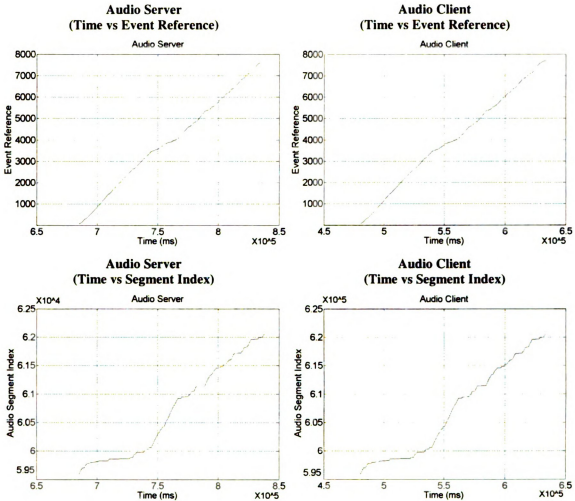 Audio Server
(Time vs Event Reference)
Audio Server
8000
7000
6000
5000
4000
3000
2000
1000
Event Reference
6.5 7 7.5 8 8.5
Time (ms) X10^5
Audio Client
(Time vs Event Reference)
Audio Client
8000
7000
6000
5000
4000
3000
2000
1000
Event Reference
4.5 5 5.5 6 6.5
Time (ms) X10^5
Audio Server
(Time vs Segment Index)
X10^4 Audio Server
6.25
6.2
6.15
6.1
6.05
6
5.95
Audio Segment Index
6.5 7 7.5 8 8.5
Time (ms) X10^5
Audio Client
(Time vs Segment Index)
X10^5 Audio Client
6.25
6.2
6.15
6.1
6.05
6
5.95
Audio Segment Index
4.5 5 5.5 6 6.5
Time (ms) X10^5